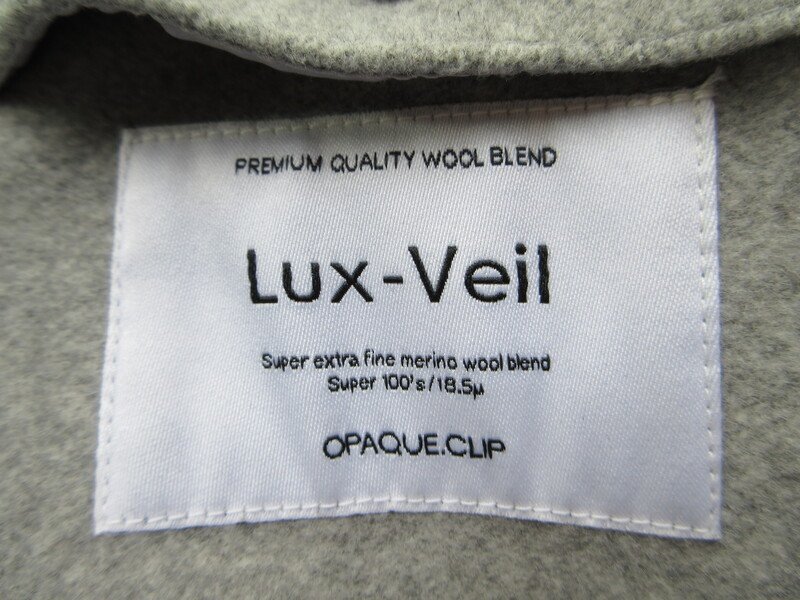 PREMIUM QUALITY WOOL BLEND
Lux-Veil
Super extra fine merino wool blend
Super 100's/18.5μ
OPAQUE.CLIP